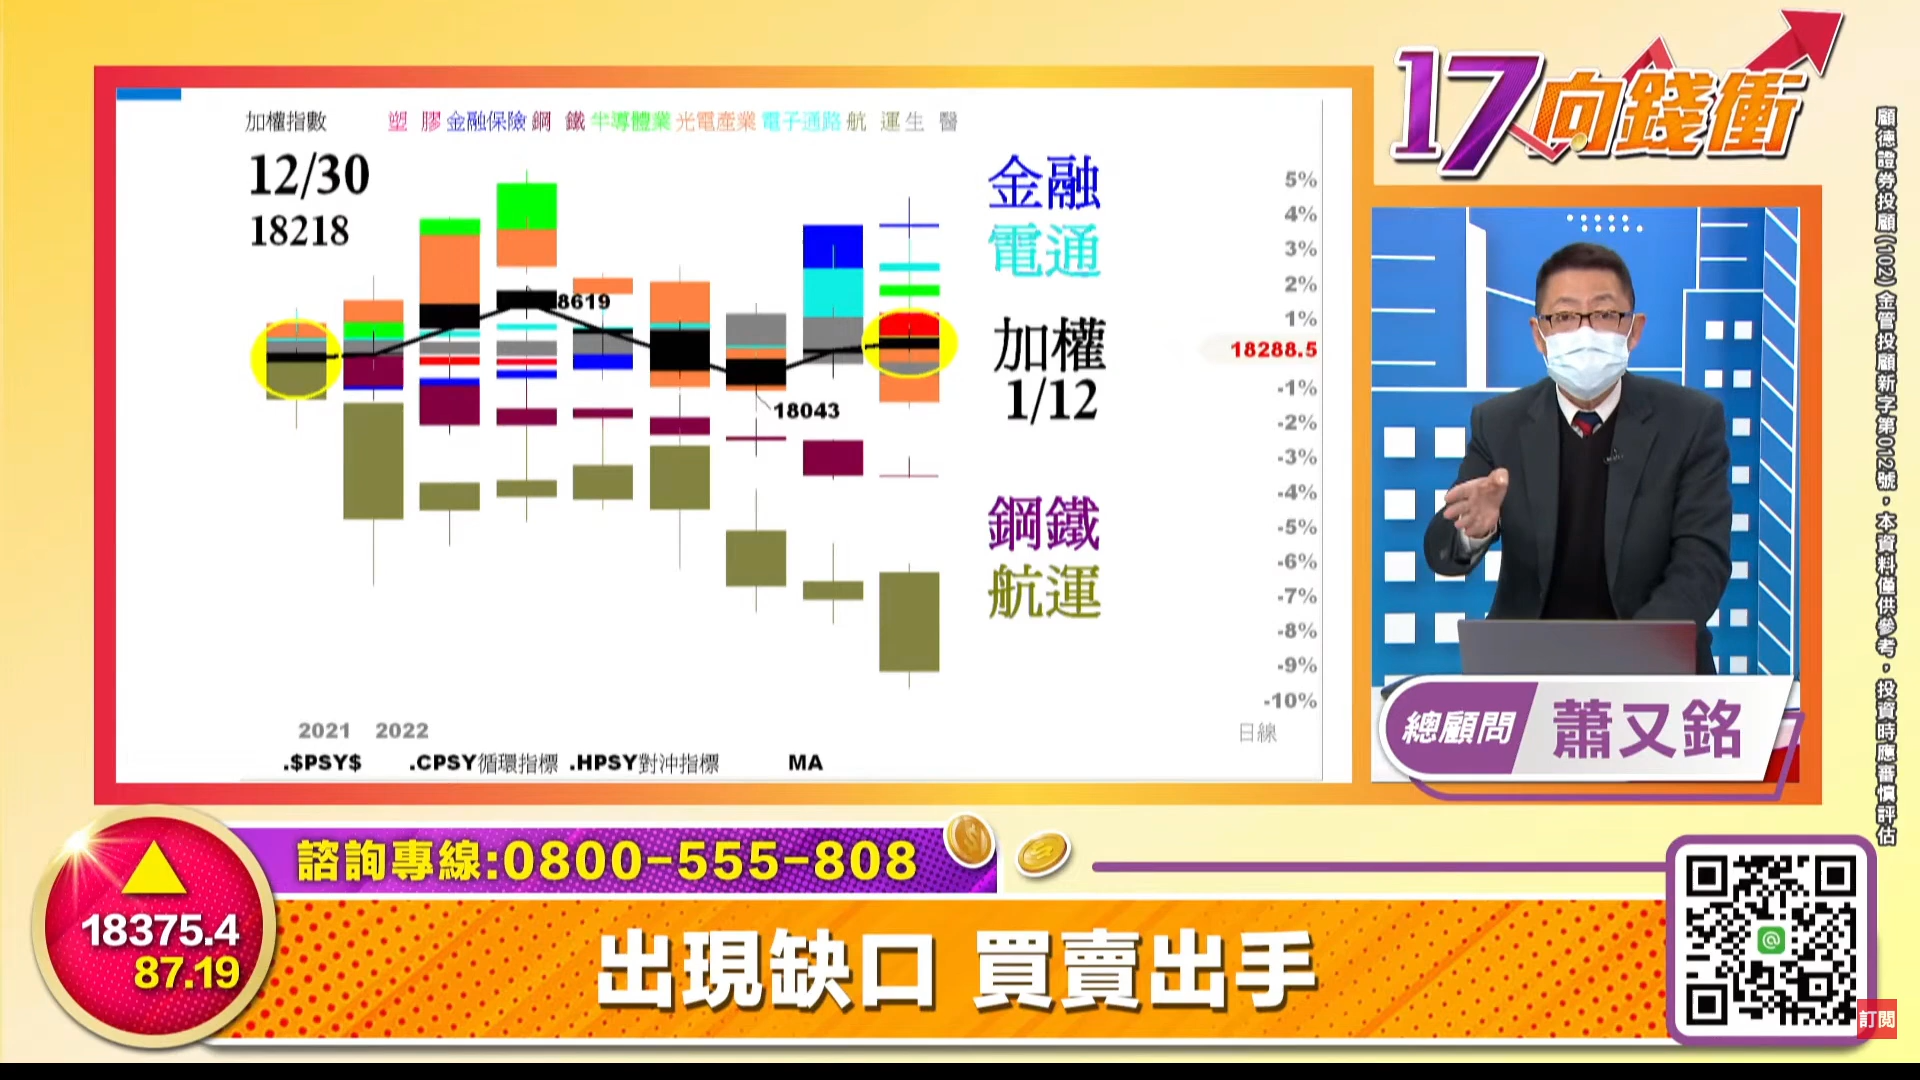 17向錢衝
加權指數 塑 膠 金融保險 鋼 鐵 半導體業 光電產業 電子通路 航 運 生 醫
12/30
18218
8619
18043
金融
電通
加權
1/12
鋼鐵
航運
5%
4%
3%
2%
1%
18288.5
-1%
-2%
-3%
-4%
-5%
-6%
-7%
-8%
-9%
-10%
2021 2022
日線
.$PSY$ .CPSY循環指標 .HPSY對沖指標 MA
顧德證券投顧(102)金管投顧新字第012號,本資料僅供參考,投資時應審慎評估
總顧問 蕭又銘
18375.4
87.19
諮詢專線:0800-555-808
出現缺口 買賣出手
訂閱